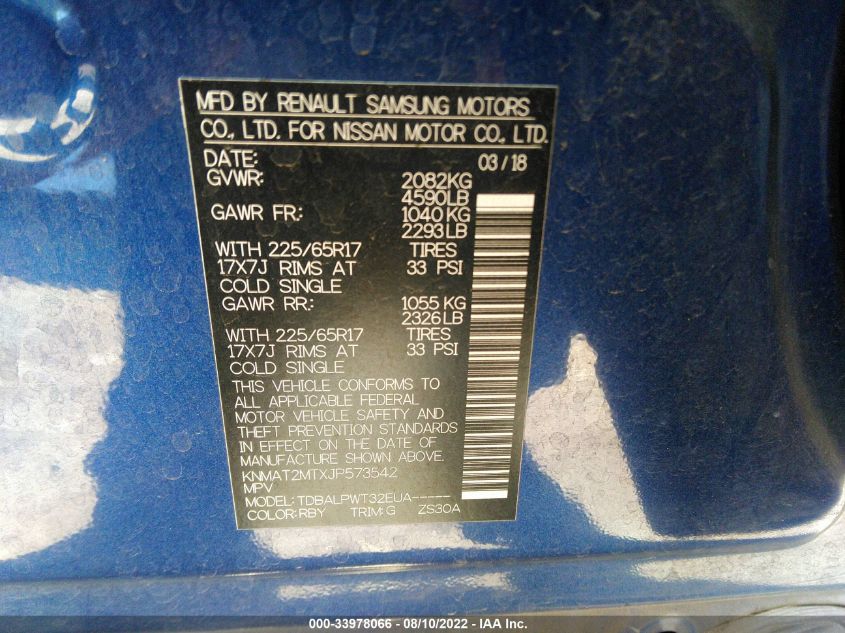 MFD BY RENAULT SAMSUNG MOTORS
CO., LTD. FOR NISSAN MOTOR CO., LTD.
DATE: 03/18
GVWR: 2082KG
4590LB
GAWR FR.: 1040KG
2293LB
WITH 225/65R17 TIRES
17X7J RIMS AT 33 PSI
COLD SINGLE
GAWR RR.: 1055 KG
2326LB
WITH 225/65R17 TIRES
17X7J RIMS AT 33 PSI
COLD SINGLE
THIS VEHICLE CONFORMS TO
ALL APPLICABLE FEDERAL
MOTOR VEHICLE SAFETY AND
THEFT PREVENTION STANDARDS
IN EFFECT ON THE DATE OF
MANUFACTURE SHOWN ABOVE.
KNMAT2MTXJP573542
MPV
MODEL: TDBALPWT32EUA-----
COLOR: RBY TRIM: G ZS30A
000-33978066 - 08/10/2022 - IAA Inc.